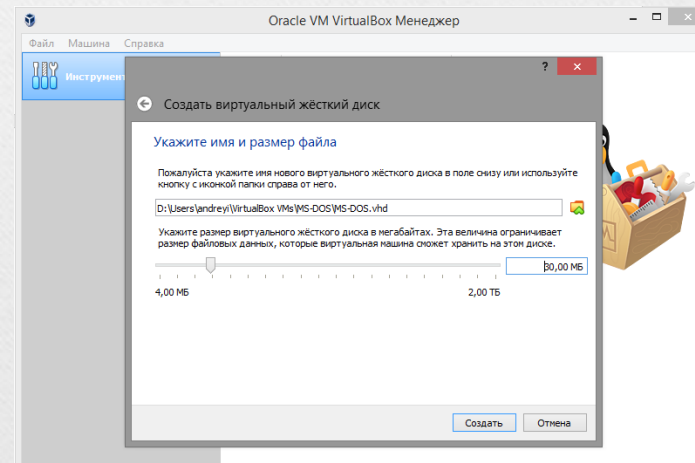 Oracle VM VirtualBox Менеджер
Файл Машина Справка
Инструмент
?
Создать виртуальный жёсткий диск
Укажите имя и размер файла
Пожалуйста укажите имя нового виртуального жёсткого диска в поле снизу или используйте
кнопку с иконкой папки справа от него.
D:\Users\andreyi\VirtualBox VMs\MS-DOS\MS-DOS.vhd
Укажите размер виртуального жёсткого диска в мегабайтах. Эта величина ограничивает
размер файловых данных, которые виртуальная машина сможет хранить на этом диске.
30,00 МБ
4,00 МБ 2,00 ТБ
Создать Отмена